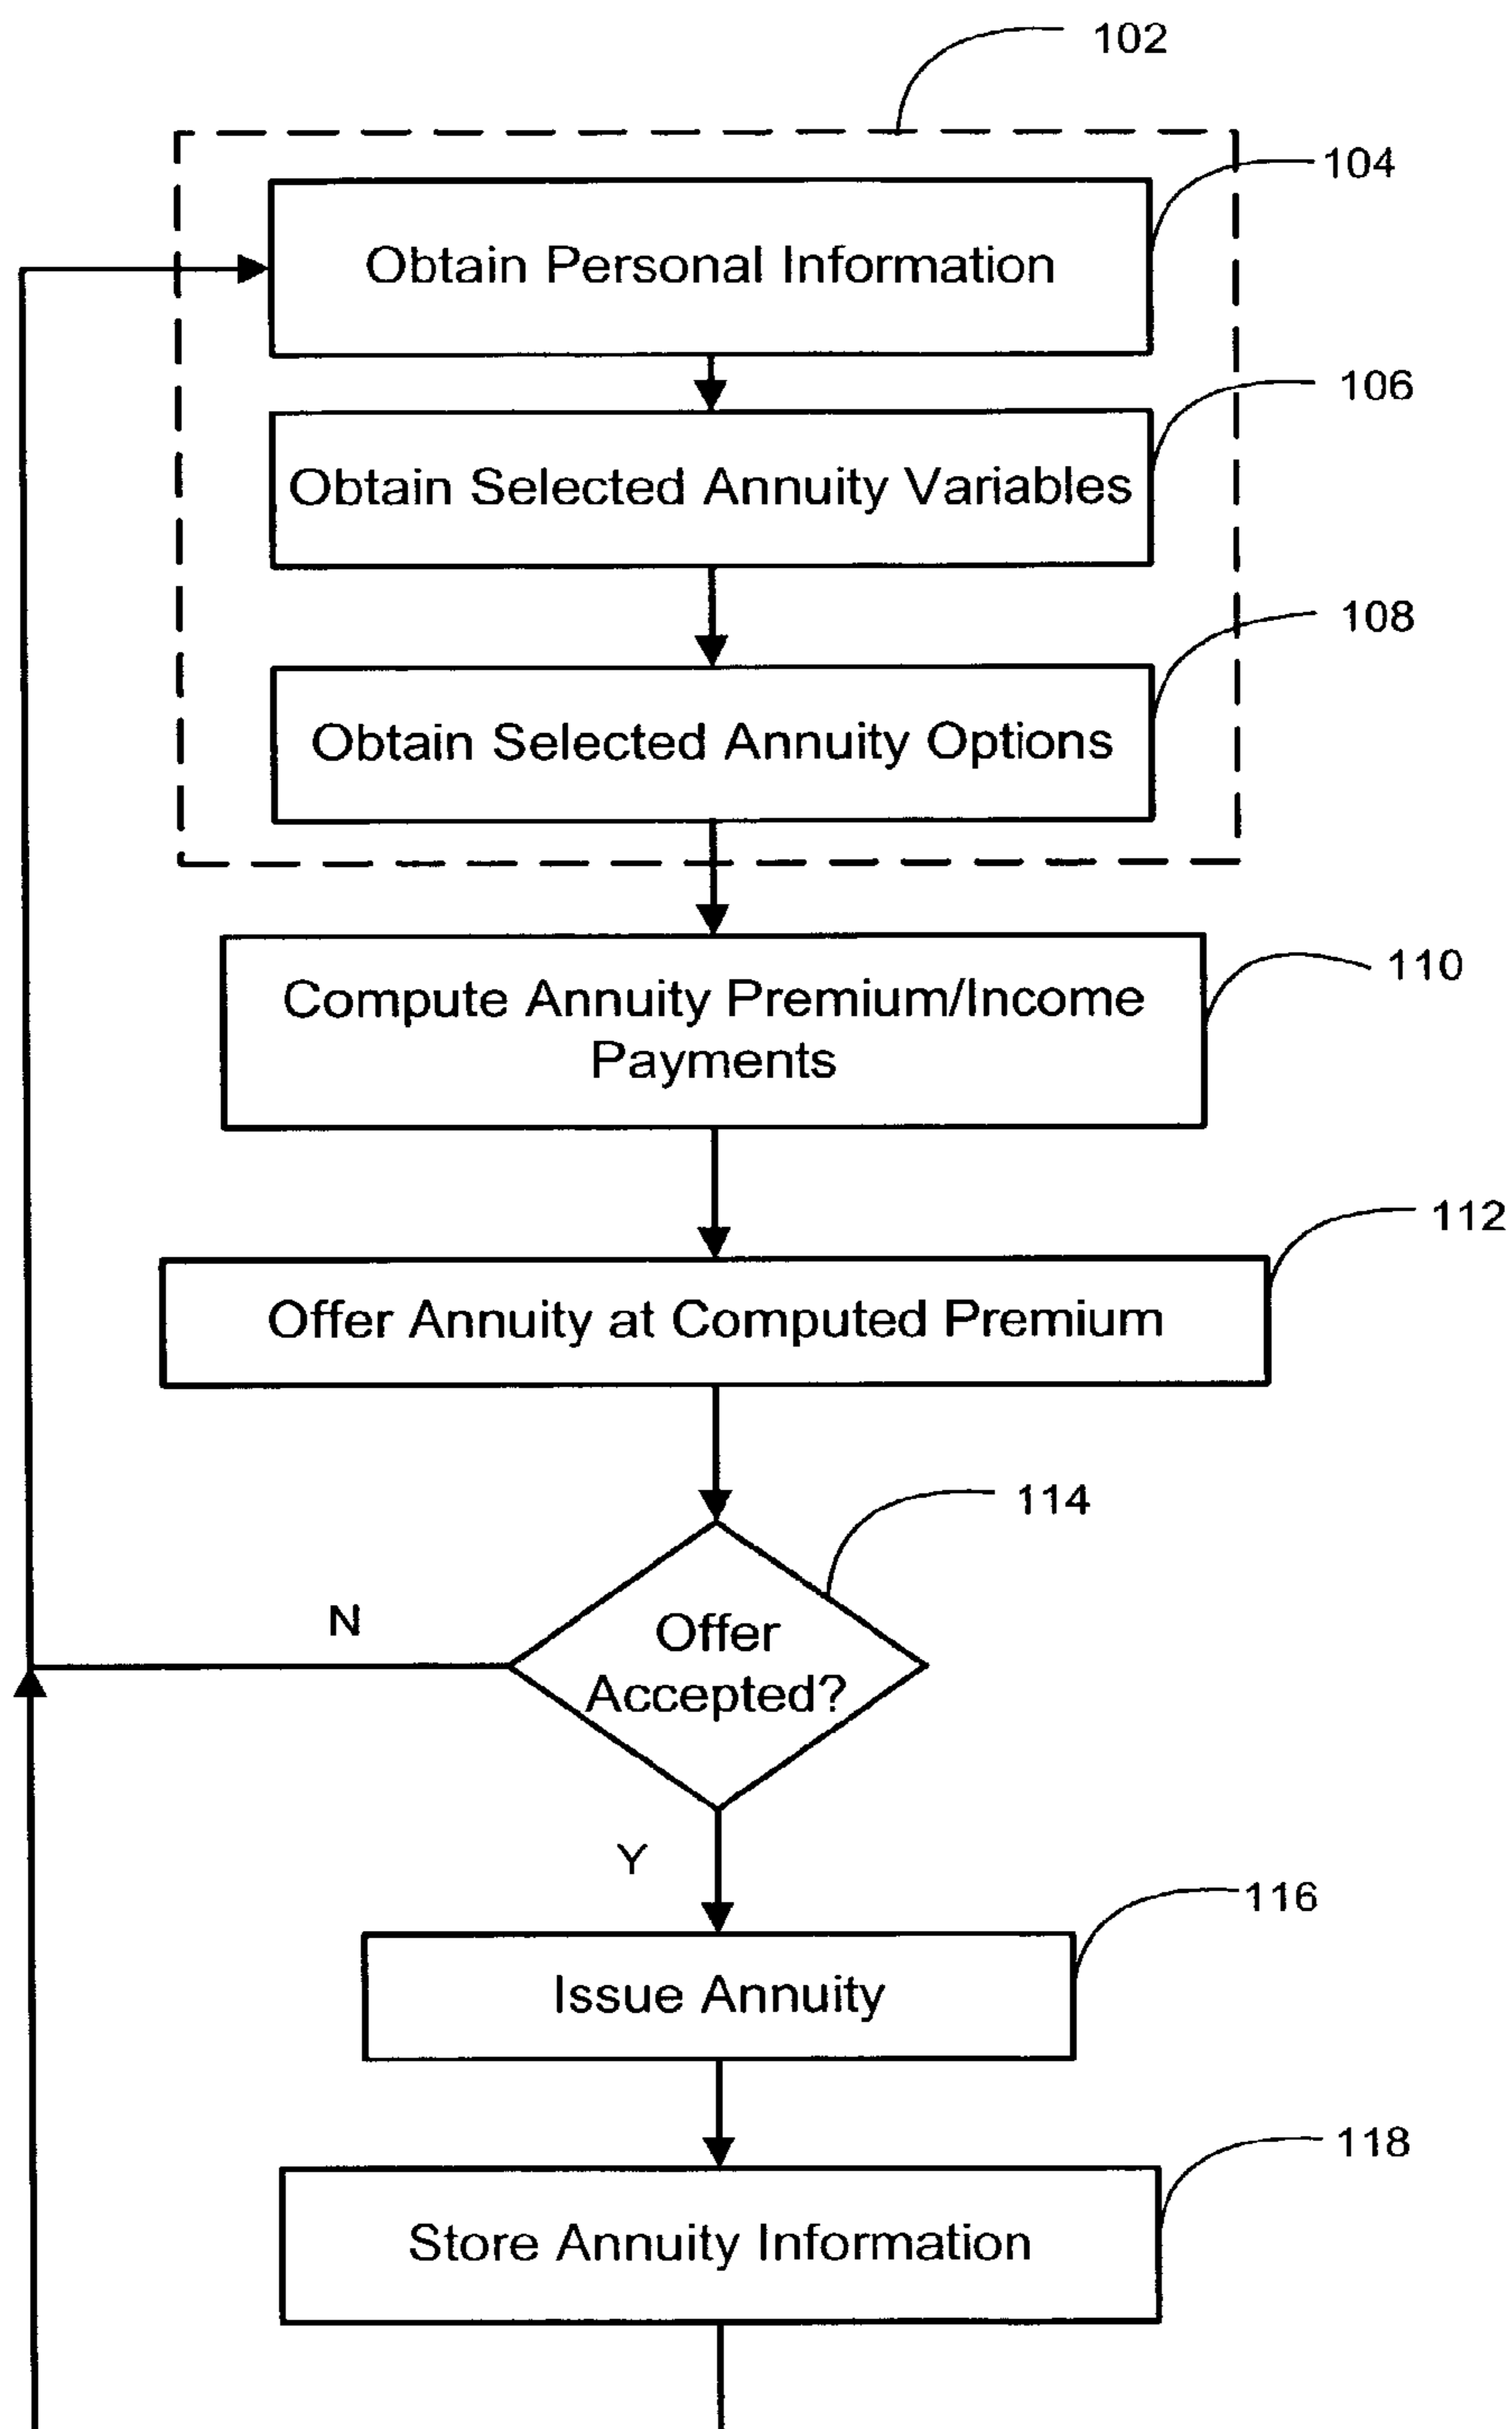 102
104
Obtain Personal Information
106
Obtain Selected Annuity Variables
108
Obtain Selected Annuity Options
110
Compute Annuity Premium/Income
Payments
112
Offer Annuity at Computed Premium
114
N
Offer
Accepted?
Y
116
Issue Annuity
118
Store Annuity Information